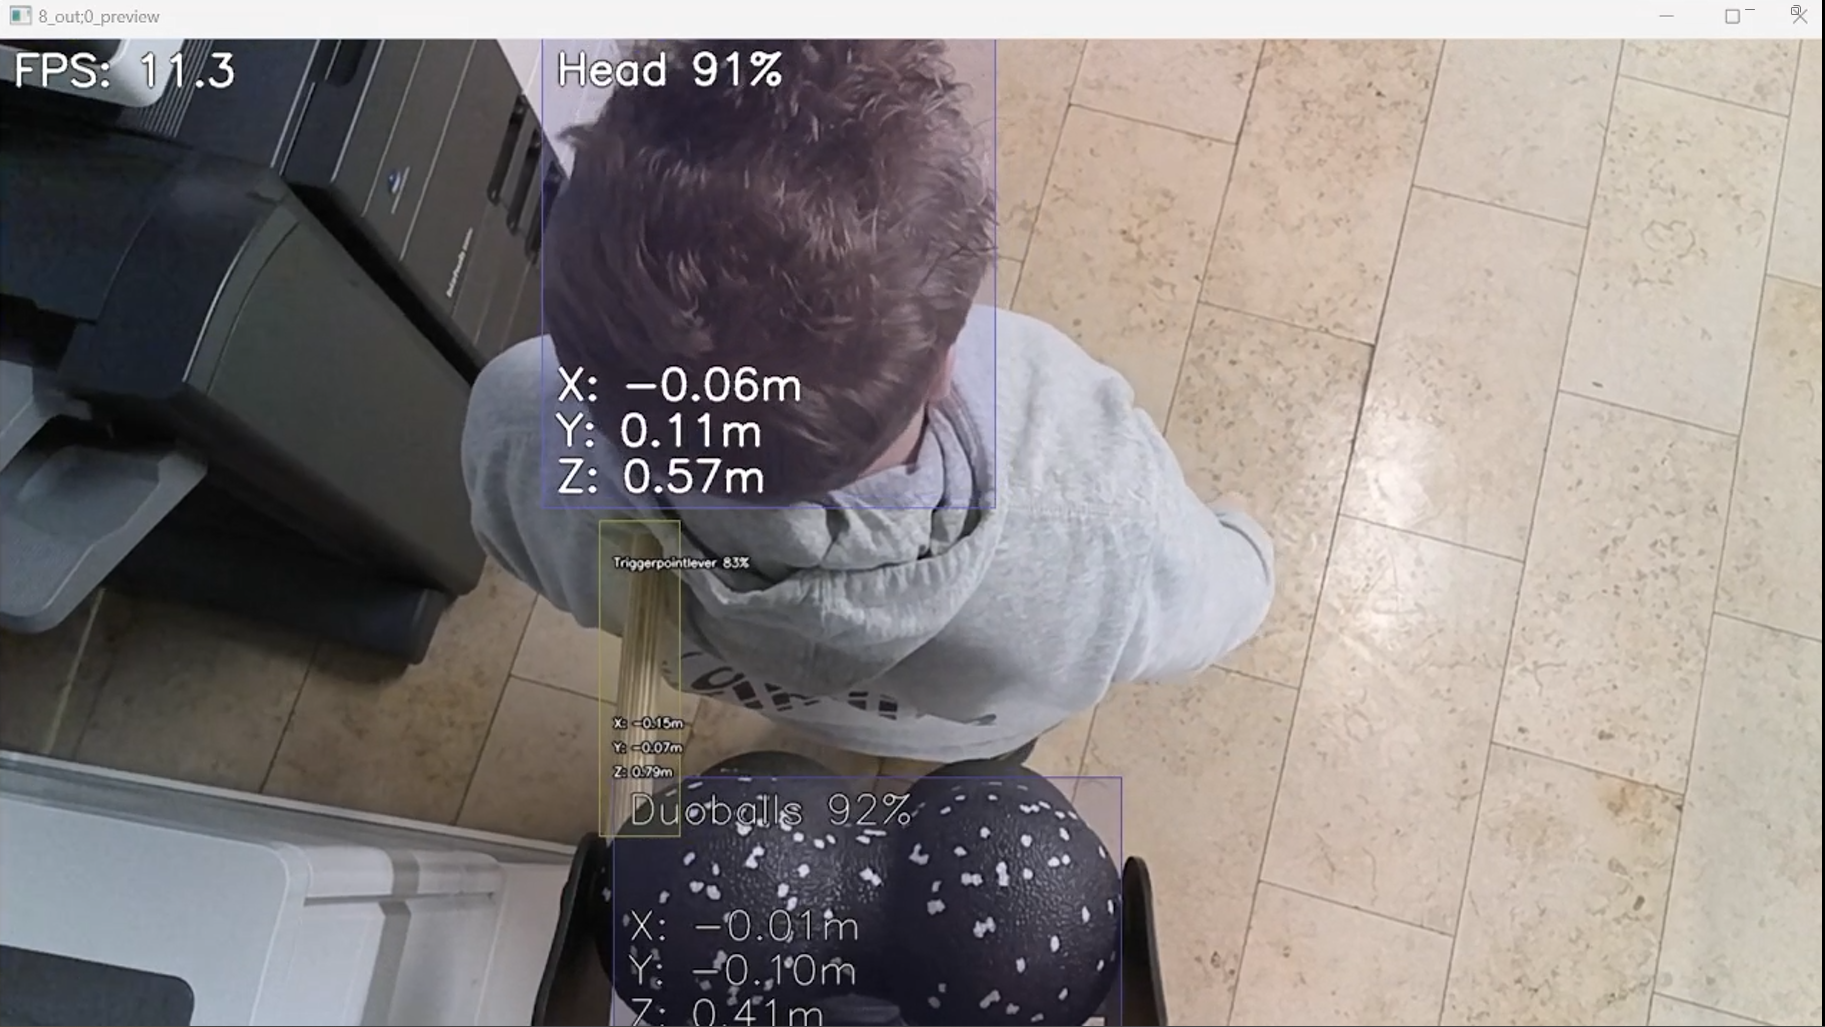 8_out;0_preview
FPS: 11.3
Head 91%
X: -0.06m
Y: 0.11m
Z: 0.57m
Triggerpointlever 83%
X: -0.15m
Y: -0.07m
Z: 0.79m
Duoballs 92%
X: -0.01m
Y: -0.10m
Z: 0.41m